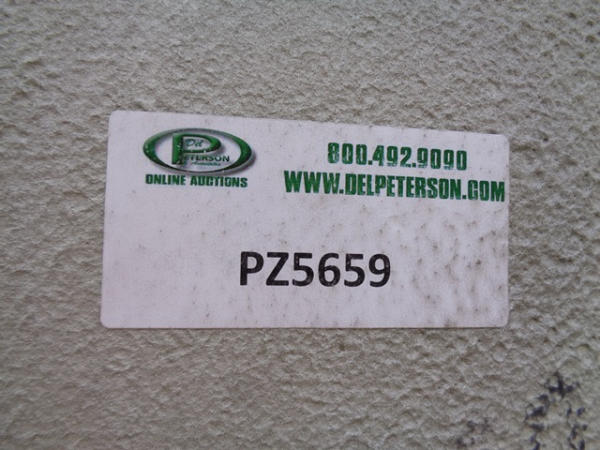 Del
PETERSON
ONLINE AUCTIONS
800.492.9090
WWW.DELPETERSON.COM
PZ5659